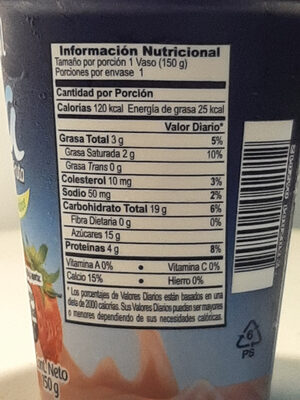 Información Nutricional
Tamaño por porción 1 Vaso (150 g)
Porciones por envase 1
Cantidad por Porción
Calorías 120 kcal Energía de grasa 25 kcal
Valor Diario*
Grasa Total 3 g 5%
Grasa Saturada 2 g 10%
Grasa Trans 0 g
Colesterol 10 mg 3%
Sodio 50 mg 2%
Carbohidrato Total 19 g 6%
Fibra Dietaria 0 g 0%
Azúcares 15 g
Proteínas 4 g 8%
Vitamina A 0% • Vitamina C 0%
Calcio 15% • Hierro 0%
* Los porcentajes de Valores Diarios están basados en una
dieta de 2000 calorías. Sus Valores Diarios pueden ser mayores
o menores dependiendo de sus necesidades calóricas.
Neto
150 g
6
PS